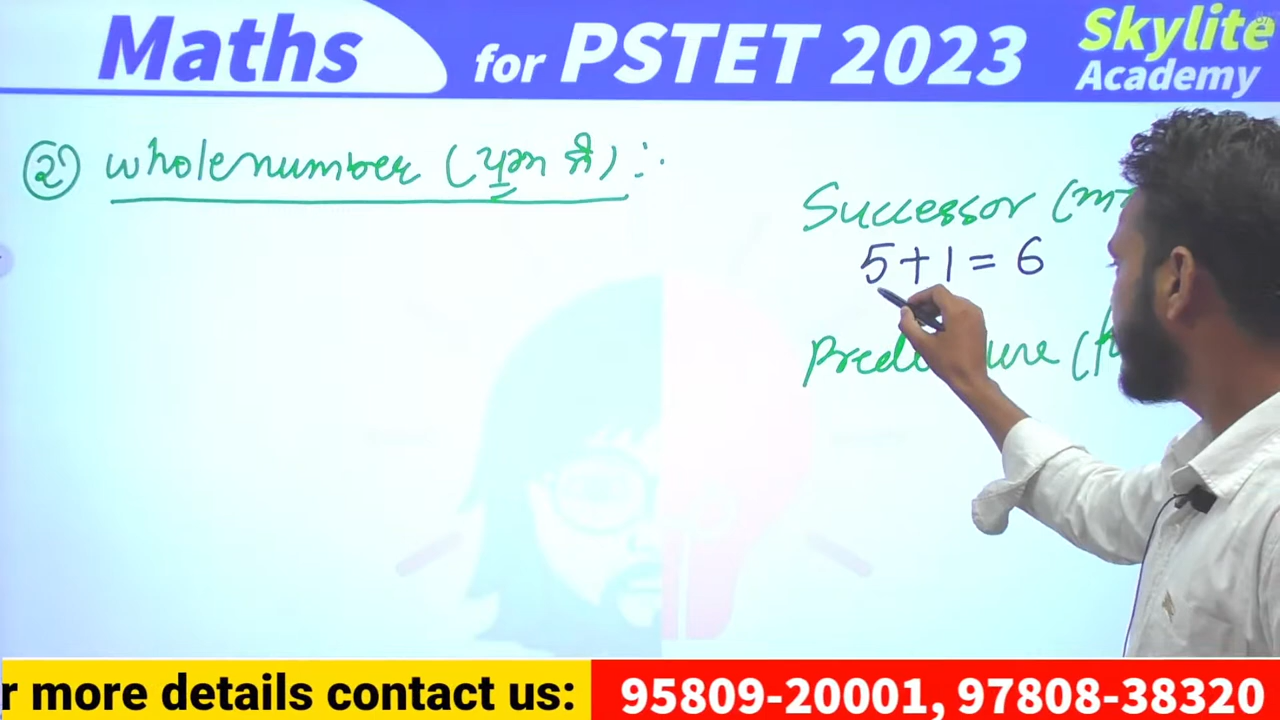 Maths for PSTET 2023
Skylite
Academy
② wholenumber ( :-
Successor (
5+1=6
r more details contact us: 95809-20001, 97808-38320